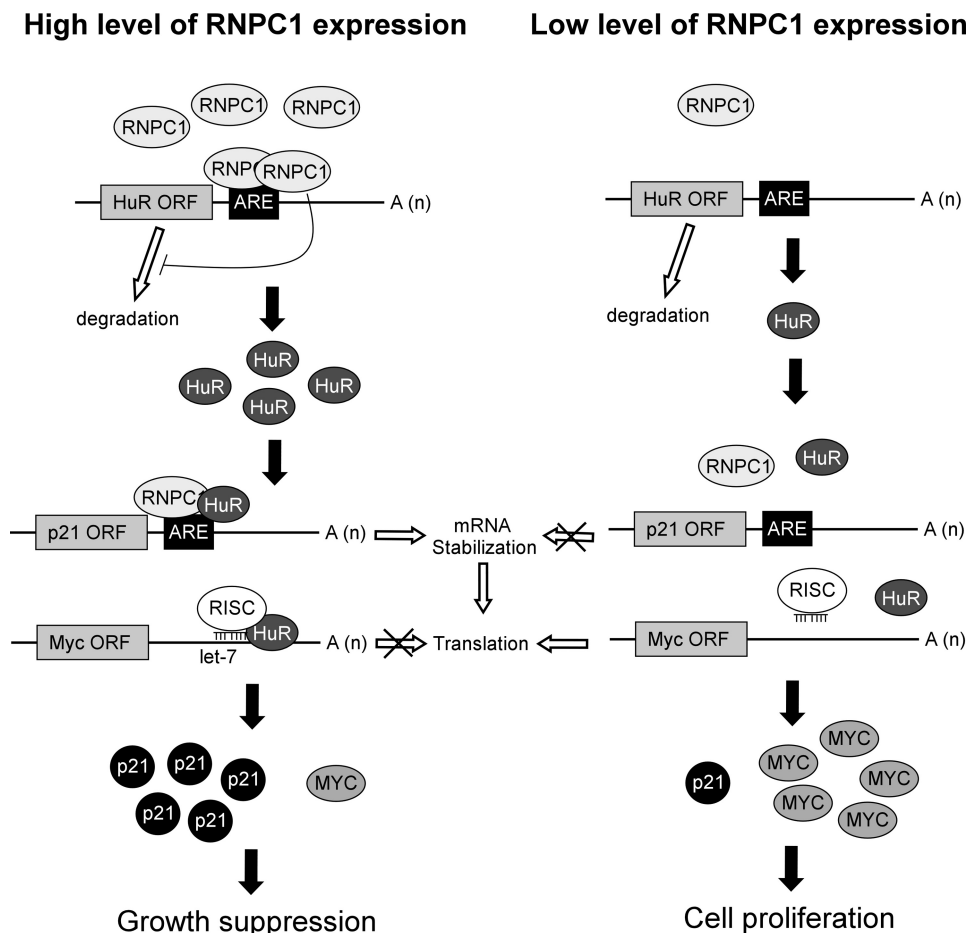 High level of RNPC1 expression
Low level of RNPC1 expression
RNPC1
RNPC1
RNPC1
RNPC1
RNPC1
HuR ORF
ARE
A (n)
degradation
HuR
HuR
HuR
HuR
RNPC1
HuR
p21 ORF
ARE
A (n)
RISC
HuR
Myc ORF
let-7
A (n)
p21
p21
p21
p21
p21
MYC
Growth suppression
mRNA
Stabilization
Translation
RNPC1
HuR ORF
ARE
A (n)
degradation
HuR
RNPC1
HuR
p21 ORF
ARE
A (n)
RISC
HuR
Myc ORF
A (n)
p21
MYC
MYC
MYC
MYC
MYC
Cell proliferation